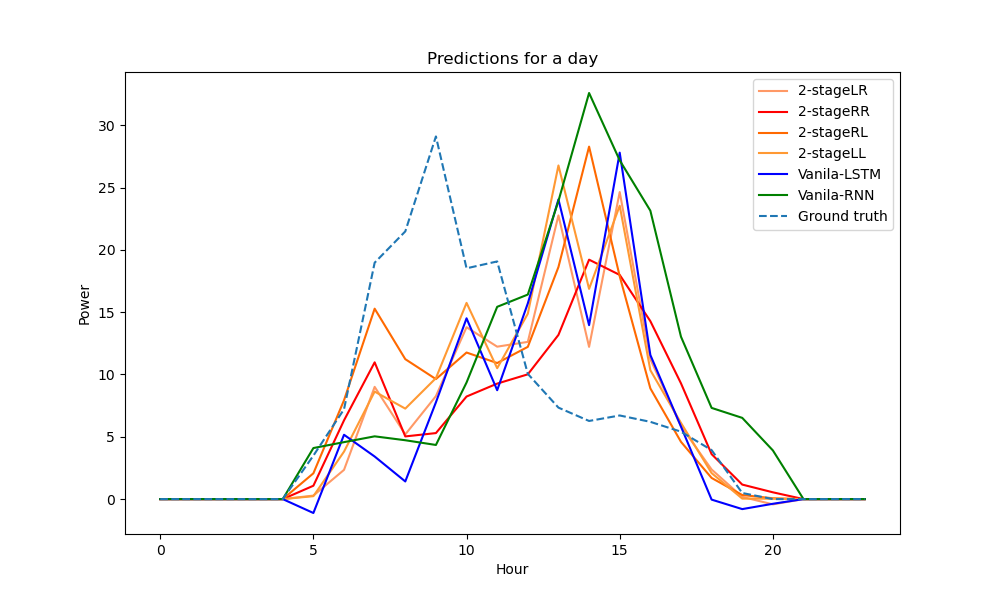 Predictions for a day
2-stageLR
2-stageRR
2-stageRL
2-stageLL
Vanila-LSTM
Vanila-RNN
Ground truth
Power
30
25
20
15
10
5
0
0 5 10 15 20
Hour